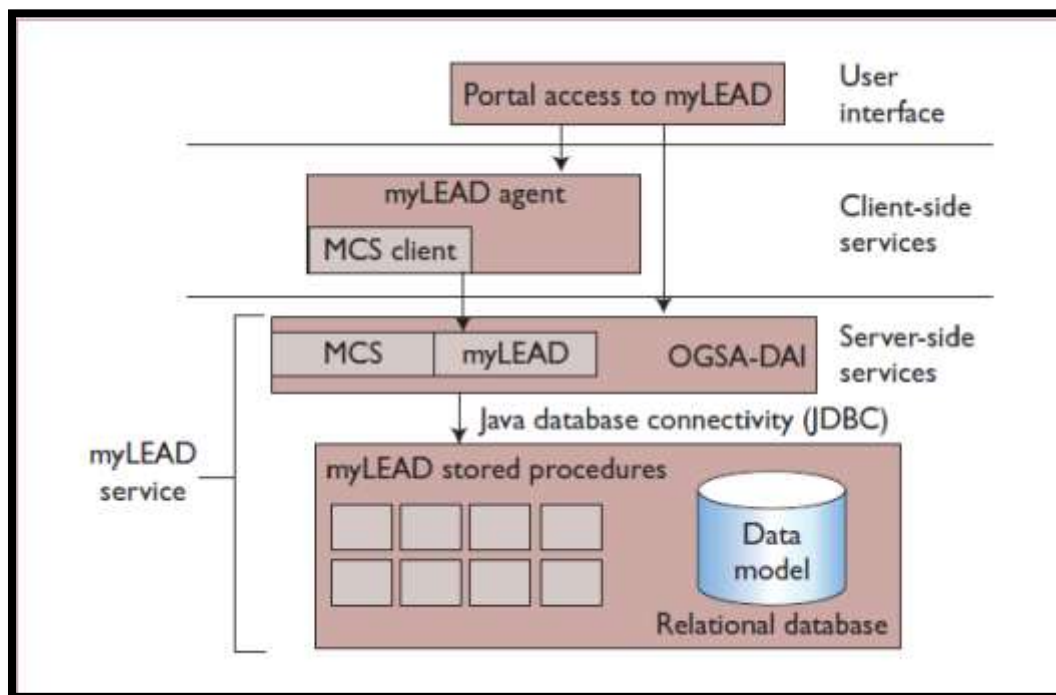 Portal access to myLEAD
User
interface
myLEAD agent
MCS client
Client-side
services
MCS
myLEAD
OGSA-DAI
Server-side
services
Java database connectivity (JDBC)
myLEAD
service
myLEAD stored procedures
Data
model
Relational database